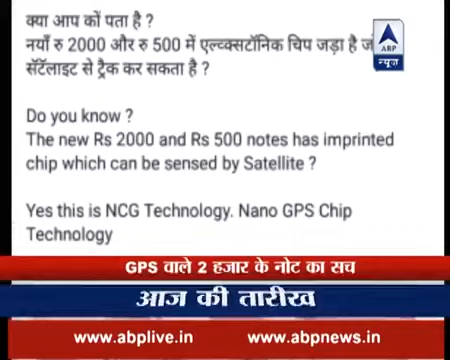 क्या आप कों पता है ?
ABP
नयाँ रु 2000 और रु 500 में एल्क्सटॉनिक चिप जड़ा है
न्यूज़
सॅटॅलाइट से ट्रैक कर सकता है ?
Do you know ?
The new Rs 2000 and Rs 500 notes has imprinted
chip which can be sensed by Satellite ?
Yes this is NCG Technology. Nano GPS Chip
Technology
GPS वाले 2 हजार के नोट का सच
आज की तारीख
www.abplive.in www.abpnews.in